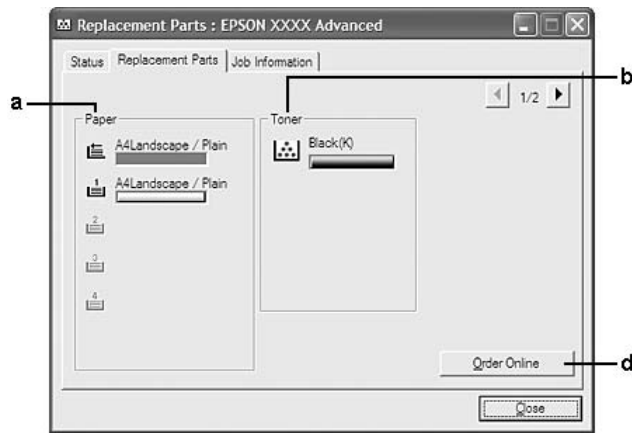 Replacement Parts : EPSON XXXX Advanced
Status Replacement Parts Job Information
a
b
1/2
Paper
Toner
A4Landscape / Plain
Black(K)
1
A4Landscape / Plain
2
3
4
Order Online
d
Close